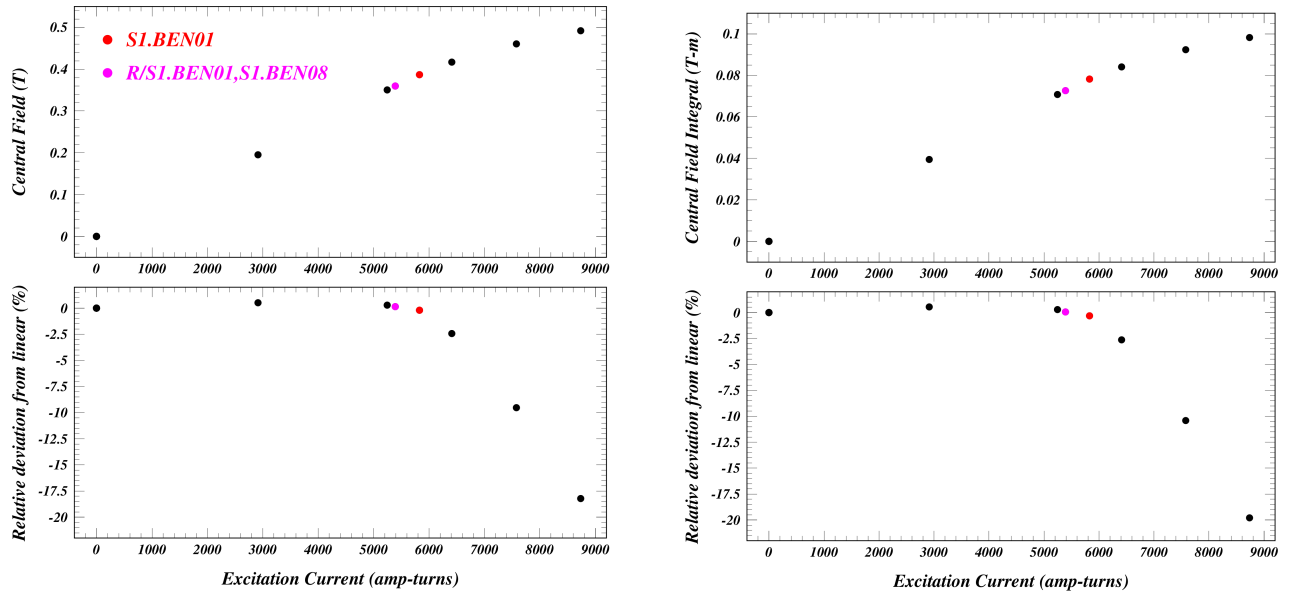 Central Field (T)
0.5
0.4
0.3
0.2
0.1
0
S1.BEN01
R/S1.BEN01,S1.BEN08
0 1000 2000 3000 4000 5000 6000 7000 8000 9000
Relative deviation from linear (%)
0
-2.5
-5
-7.5
-10
-12.5
-15
-17.5
-20
0 1000 2000 3000 4000 5000 6000 7000 8000 9000
Excitation Current (amp-turns)
Central Field Integral (T-m)
0.1
0.08
0.06
0.04
0.02
0
0 1000 2000 3000 4000 5000 6000 7000 8000 9000
Relative deviation from linear (%)
0
-2.5
-5
-7.5
-10
-12.5
-15
-17.5
-20
0 1000 2000 3000 4000 5000 6000 7000 8000 9000
Excitation Current (amp-turns)